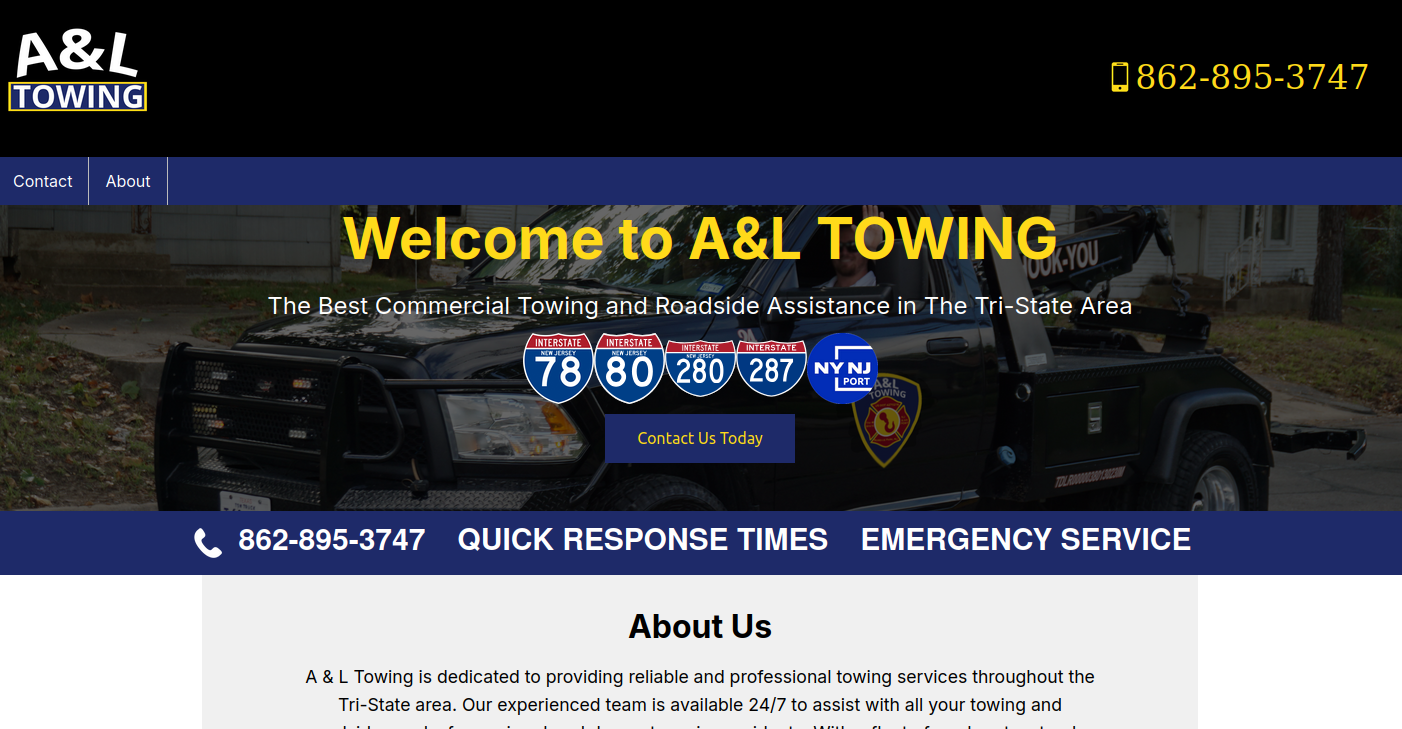 A&L
TOWING
862-895-3747
Contact
About
Welcome to A&L TOWING
HOOK-YOU
The Best Commercial Towing and Roadside Assistance in The Tri-State Area
INTERSTATE
NEW JERSEY
78
INTERSTATE
NEW JERSEY
80
INTERSTATE
NEW JERSEY
280
INTERSTATE
287
NY NJ
PORT
A&L
TOWING
Contact Us Today
862-895-3747 QUICK RESPONSE TIMES EMERGENCY SERVICE
About Us
A & L Towing is dedicated to providing reliable and professional towing services throughout the
Tri-State area. Our experienced team is available 24/7 to assist with all your towing and